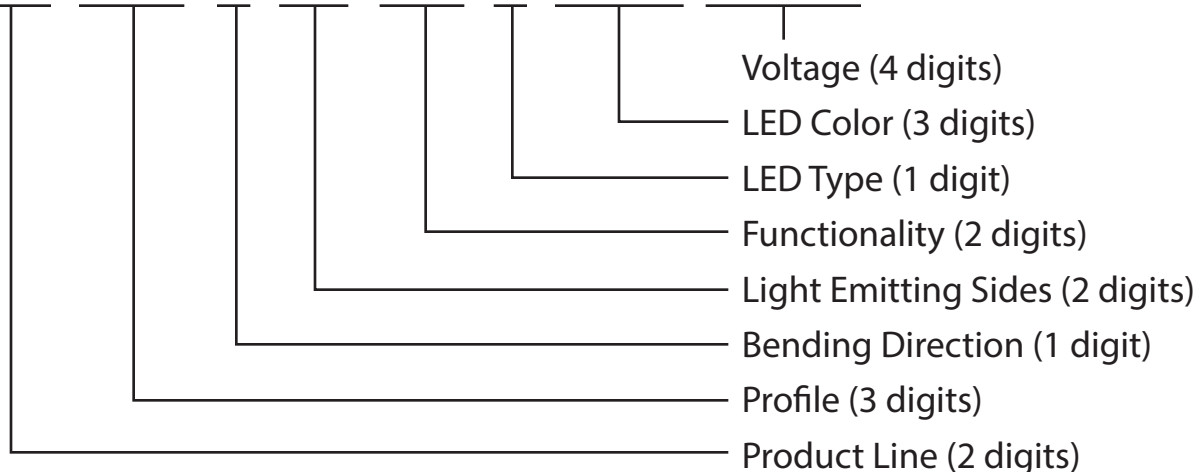 Voltage (4 digits)
LED Color (3 digits)
LED Type (1 digit)
Functionality (2 digits)
Light Emitting Sides (2 digits)
Bending Direction (1 digit)
Profile (3 digits)
Product Line (2 digits)